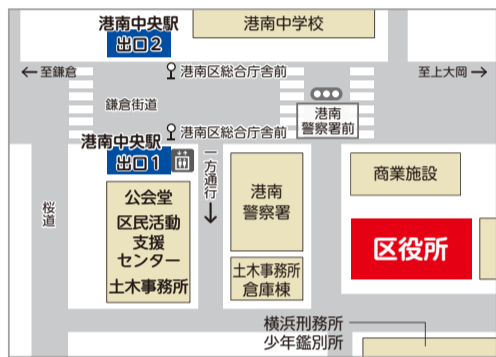 港南中央駅
出口2
港南中学校
←至鎌倉
港南区総合庁舎前
至上大岡→
鎌倉街道
港南
警察署前
港南区総合庁舎前
港南中央駅
出口1
一方通行
桜道
公会堂
区民活動
支援
センター
土木事務所
港南
警察署
土木事務所
倉庫棟
商業施設
区役所
横浜刑務所
少年鑑別所